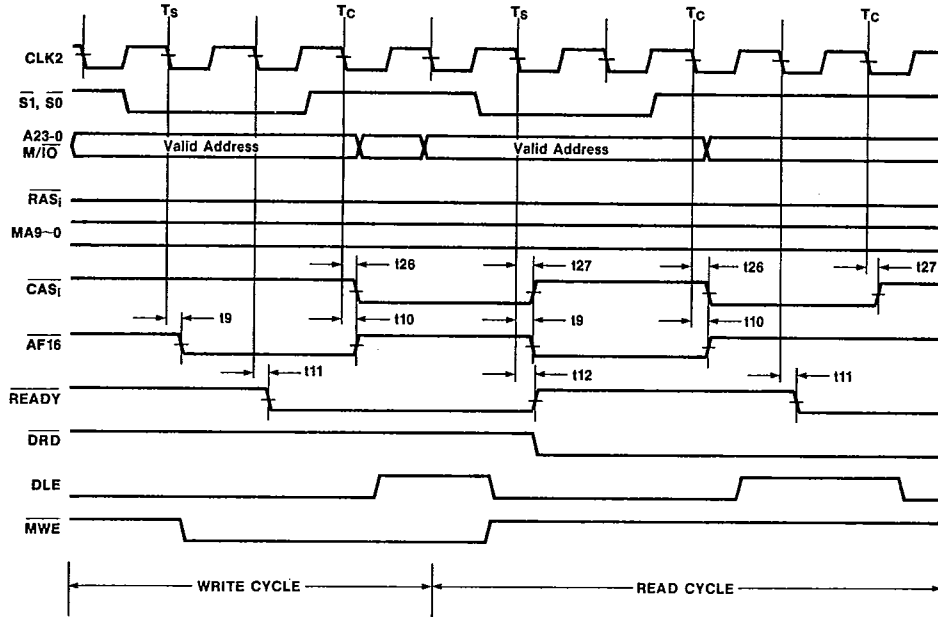 TS TC TS TC TC
CLK2
S1, S0
A23-0
M/IO
Valid Address Valid Address
RASi
MA9~0
t26 t27 t26 t27
CASi
t9 t10 t9 t10
AF16
t11 t12 t11
READY
DRD
DLE
MWE
WRITE CYCLE READ CYCLE